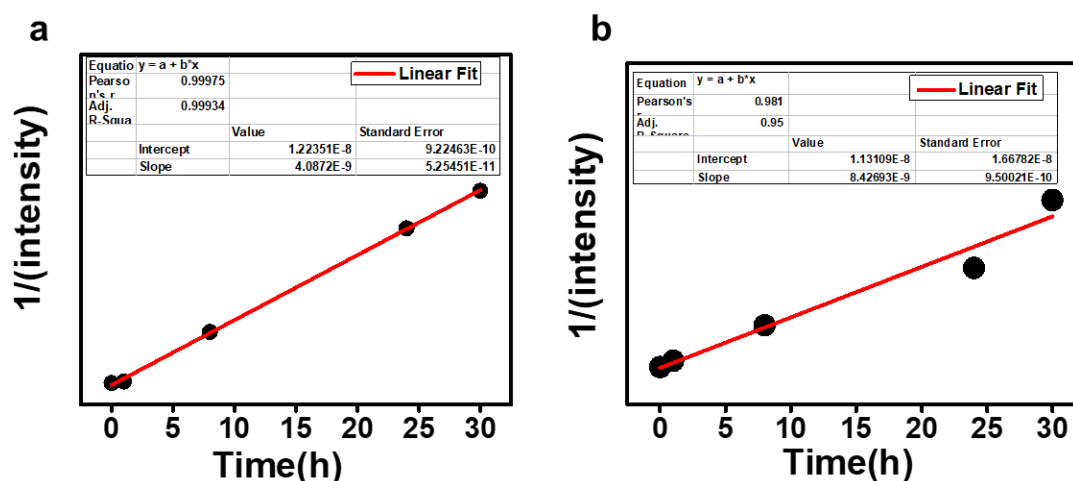 a
Equatio y = a + b*x
Pearso 0.99975
Adj. 0.99934
R-Squa
Value Standard Error
Intercept 1.22351E-8 9.22463E-10
Slope 4.0872E-9 5.25451E-11
Linear Fit
1/(intensity)
0 5 10 15 20 25 30
Time(h)
b
Equation y = a + b*x
Pearson's 0.981
Adj. 0.95
Value Standard Error
Intercept 1.13109E-8 1.66782E-8
Slope 8.42693E-9 9.50021E-10
Linear Fit
1/(intensity)
0 5 10 15 20 25 30
Time(h)